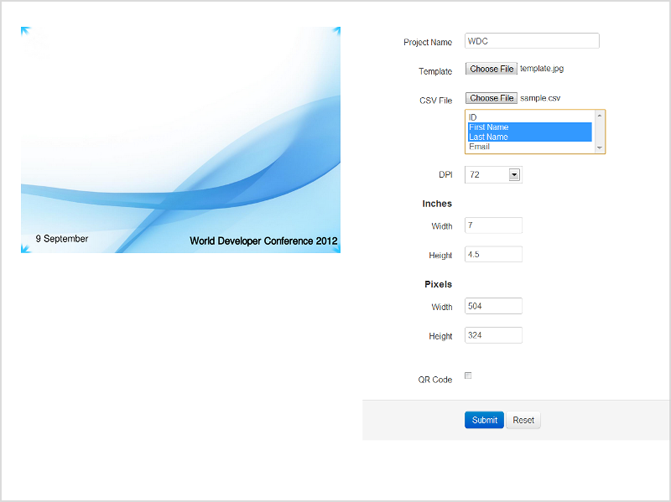 9 September
World Developer Conference 2012
Project Name WDC
Template Choose File template.jpg
CSV File Choose File sample.csv
ID
First Name
Last Name
Email
DPI 72
Inches
Width 7
Height 4.5
Pixels
Width 504
Height 324
QR Code
Submit Reset